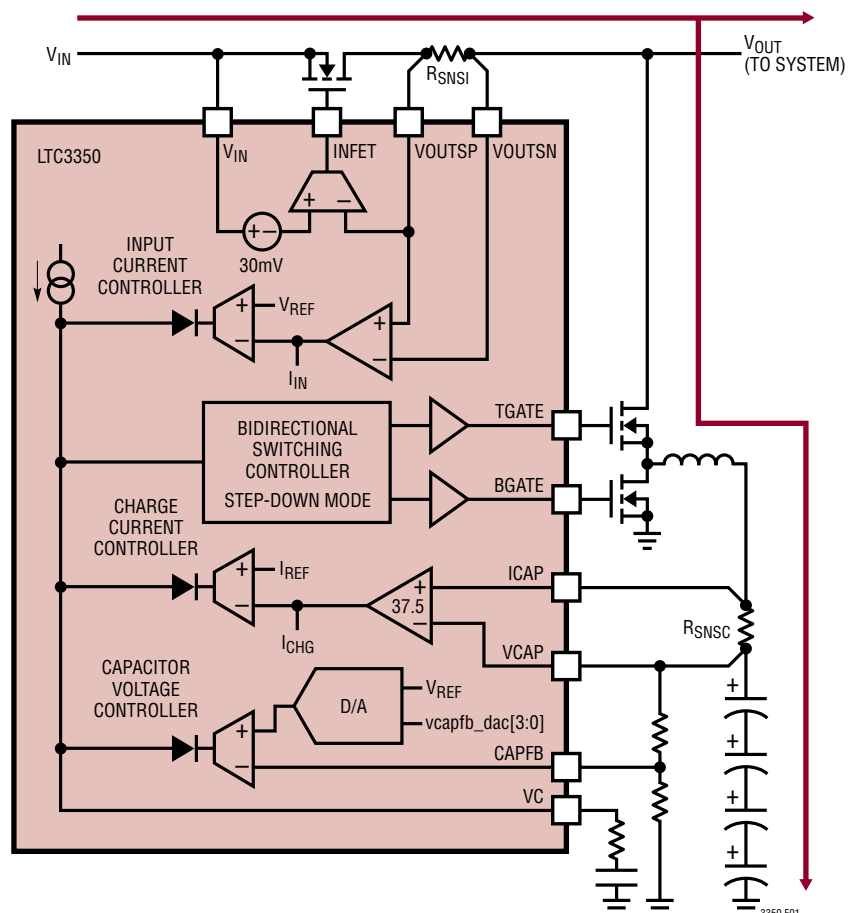 VIN
RSNSI
VOUT
(TO SYSTEM)
LTC3350
VIN
INFET
VOUTSP
VOUTSN
+ –
+ –
30mV
INPUT
CURRENT
CONTROLLER
+
–
VREF
IIN
+
–
BIDIRECTIONAL
SWITCHING
CONTROLLER
STEP-DOWN MODE
TGATE
BGATE
CHARGE
CURRENT
CONTROLLER
+
–
IREF
ICHG
+
37.5
–
ICAP
VCAP
RSNSC
CAPACITOR
VOLTAGE
CONTROLLER
+
–
D/A
VREF
vcapfb_dac[3:0]
CAPFB
VC
+
+
+
+
3350 F01